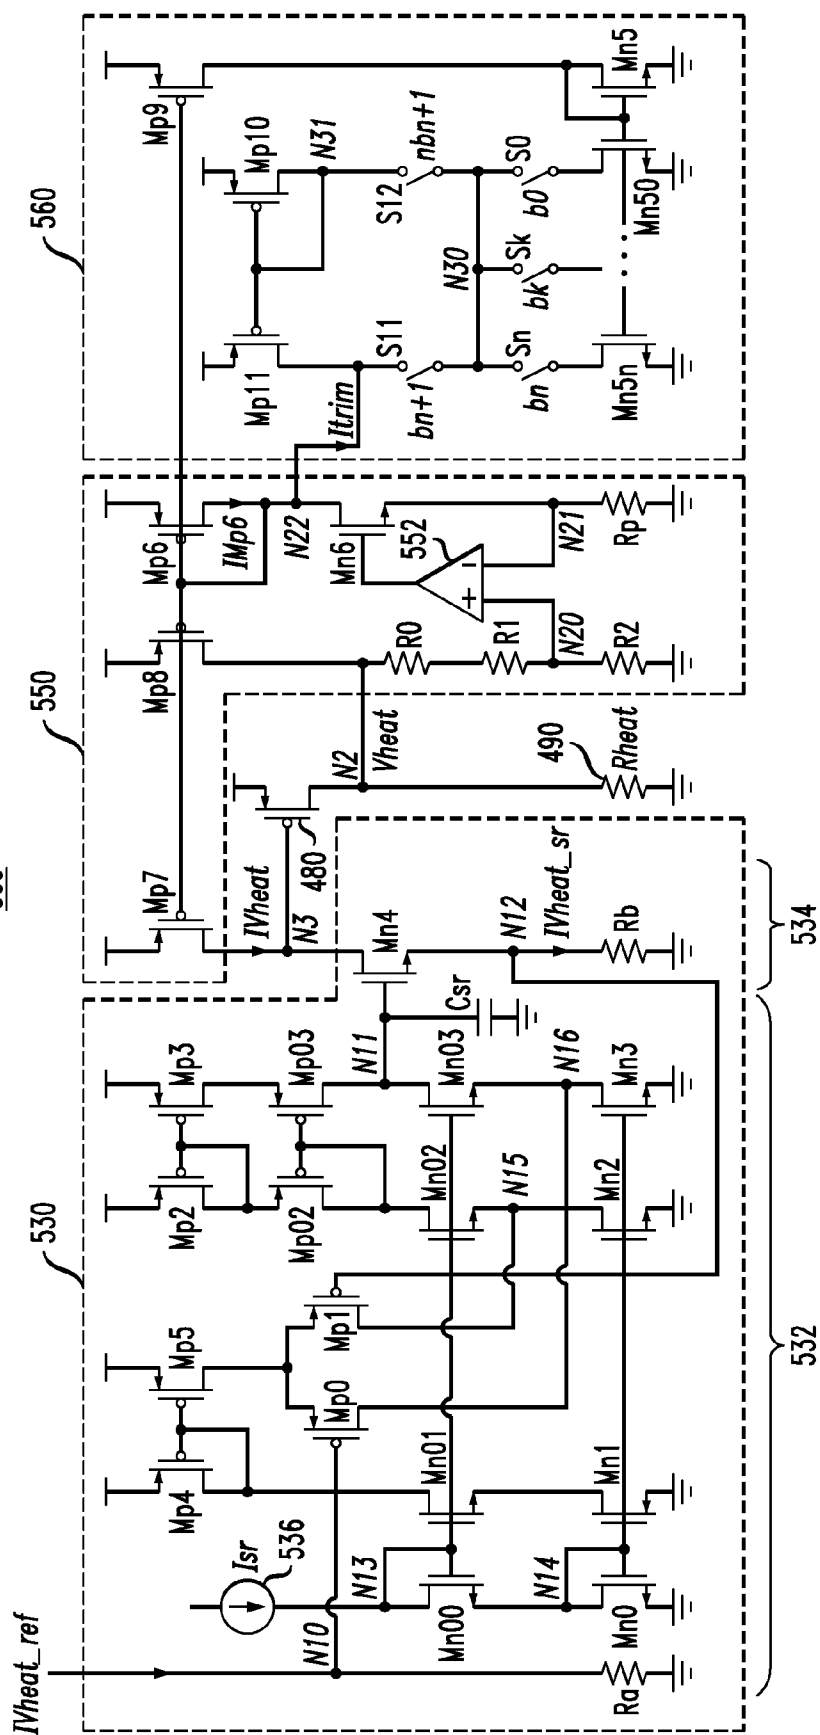 560
Mp9
Mp10
N31
Mp11
S12
nbn+1
S11
bn+1
Itrim
N30
S0
b0
Sk
bk
Sn
bn
Mn5
Mn50
Mn5n
550
Mp6
IMp6
N22
Mn6
552
+
−
N21
Rp
Mp8
R0
R1
N20
R2
N2
Vheat
490
Rheat
480
Mp7
IVheat
N3
Mn4
N12
IVheat_sr
Rb
534
530
Mp3
Mp03
N11
Csr
Mn03
N16
Mn3
Mp2
Mp02
Mn02
N15
Mn2
Mp5
Mp1
Mp0
Mp4
Mn01
Mn1
Isr
536
N13
Mn00
N14
Mn0
IVheat_ref
N10
Ra
532